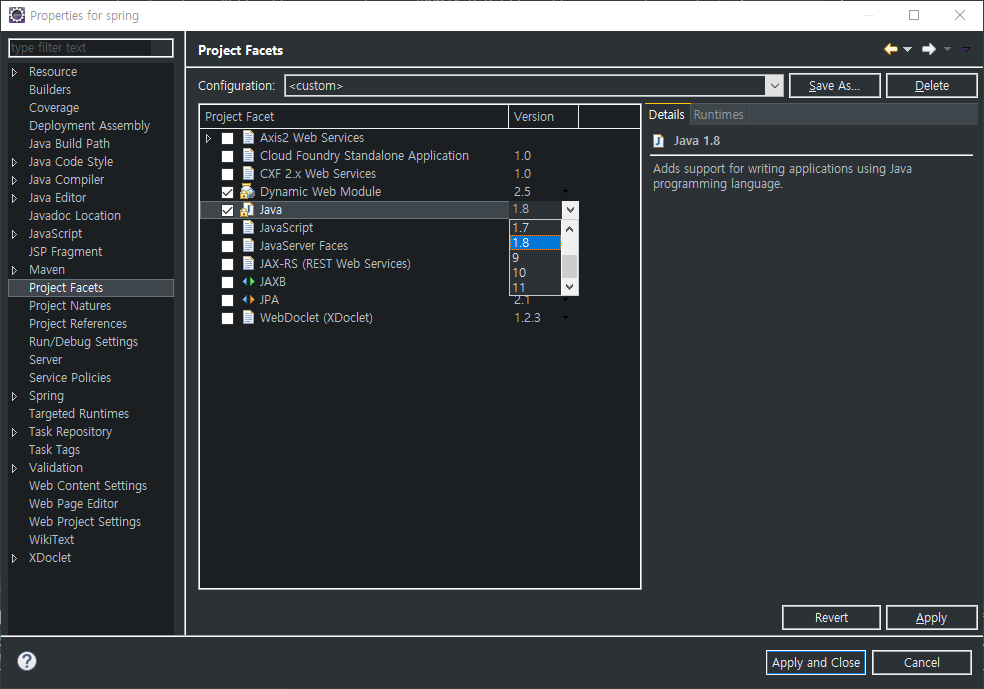 Properties for spring
type filter text
Resource
Builders
Coverage
Deployment Assembly
Java Build Path
Java Code Style
Java Compiler
Java Editor
Javadoc Location
JavaScript
JSP Fragment
Maven
Project Facets
Project Natures
Project References
Run/Debug Settings
Server
Service Policies
Spring
Targeted Runtimes
Task Repository
Task Tags
Validation
Web Content Settings
Web Page Editor
Web Project Settings
WikiText
XDoclet
Project Facets
Configuration: <custom> Save As... Delete
Project Facet Version
Axis2 Web Services
Cloud Foundry Standalone Application 1.0
CXF 2.x Web Services 1.0
Dynamic Web Module 2.5
Java 1.8
JavaScript
JavaServer Faces
JAX-RS (REST Web Services)
JAXB
JPA 2.1
WebDoclet (XDoclet) 1.2.3
1.7
1.8
9
10
11
Details Runtimes
Java 1.8
Adds support for writing applications using Java
programming language.
Revert Apply
? Apply and Close Cancel